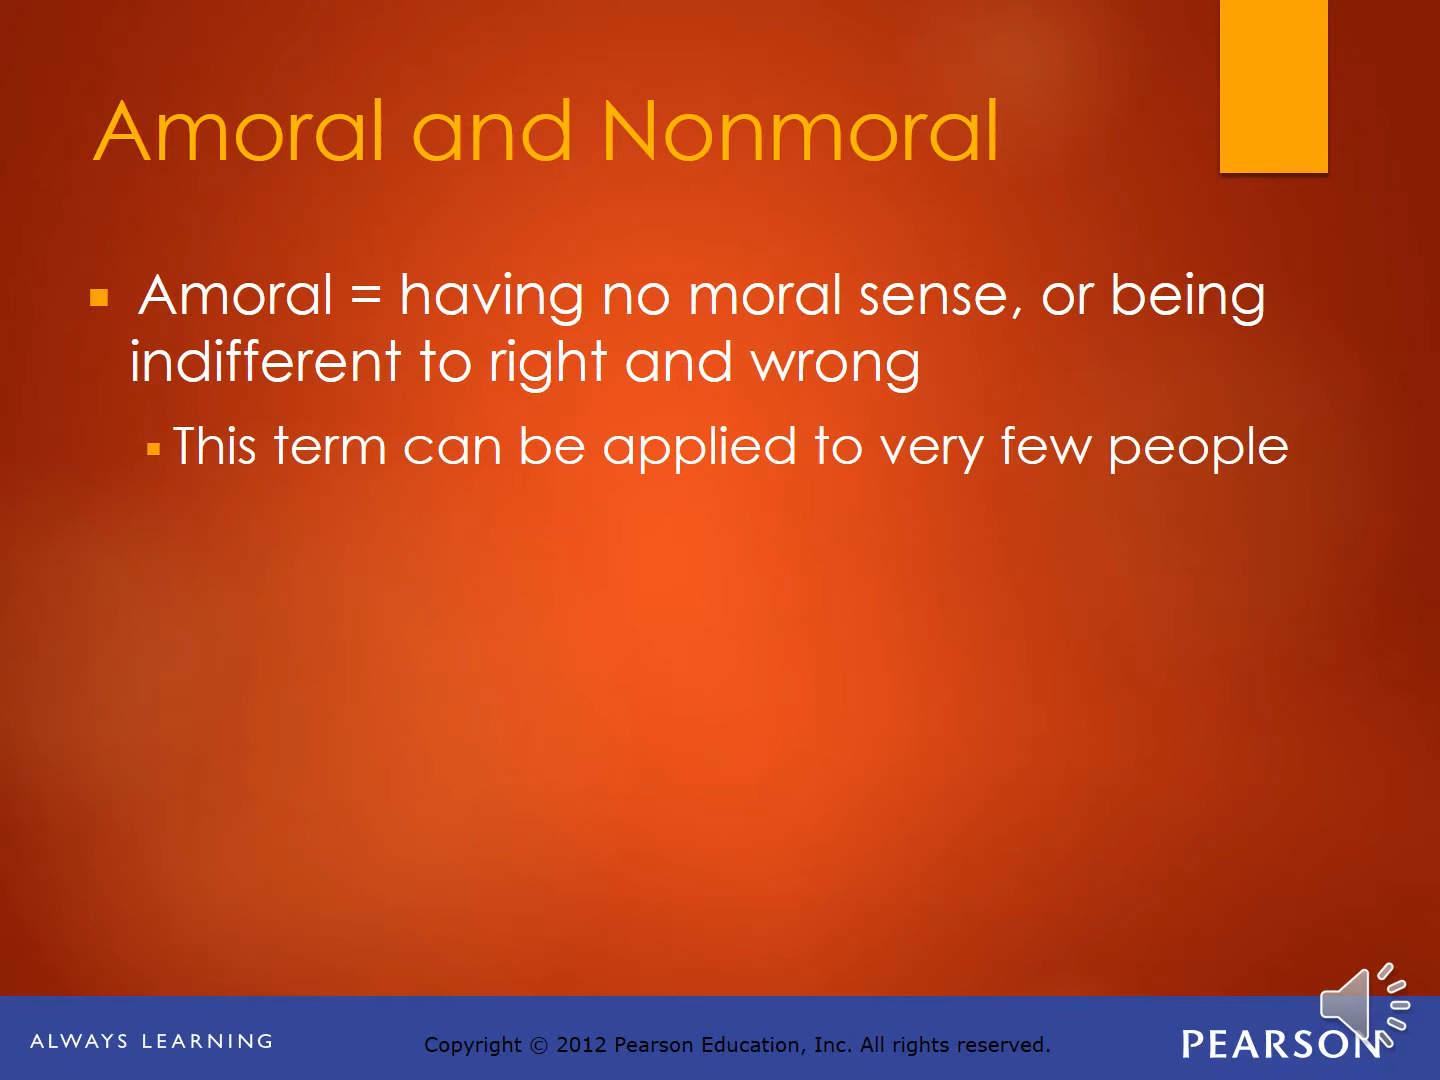 Amoral and Nonmoral
Amoral = having no moral sense, or being
indifferent to right and wrong
This term can be applied to very few people
ALWAYS LEARNING
Copyright © 2012 Pearson Education, Inc. All rights reserved.
PEARSON